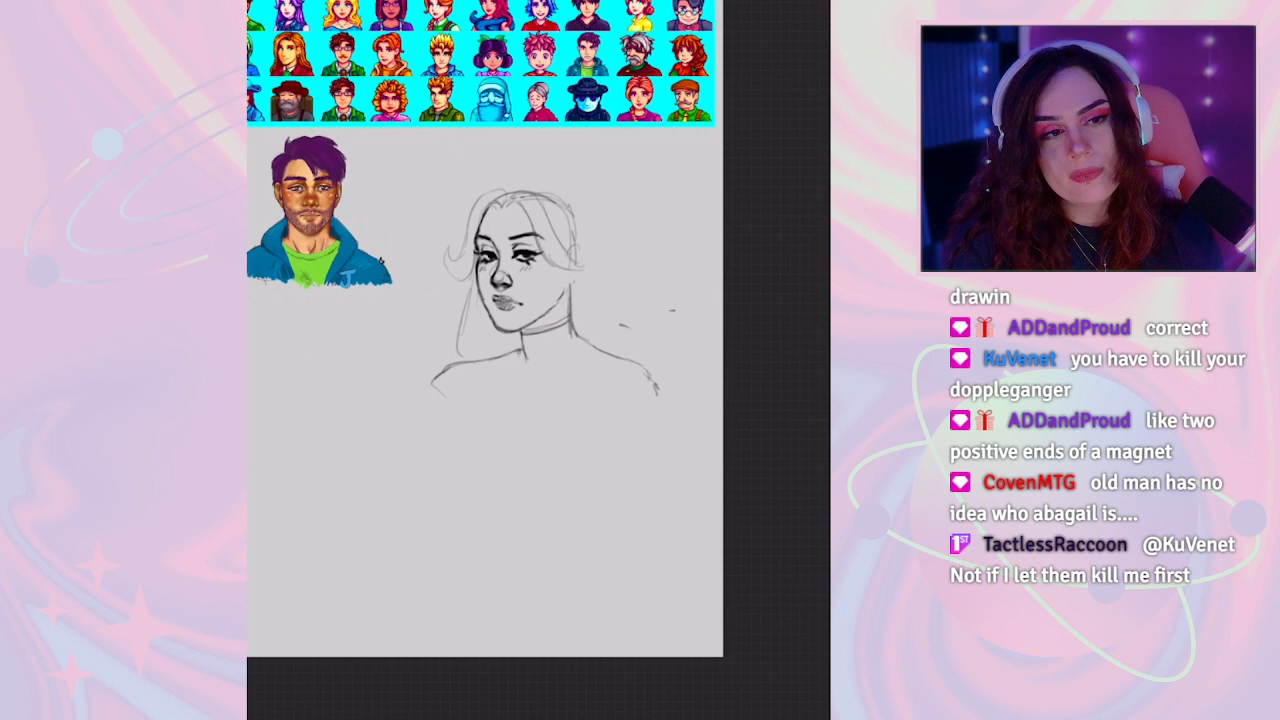 drawin
ADDandProud correct
KuVenet you have to kill your
doppleganger
ADDandProud like two
positive ends of a magnet
CovenMTG old man has no
idea who abagail is....
1ST TactlessRaccoon @KuVenet
Not if I let them kill me first
J